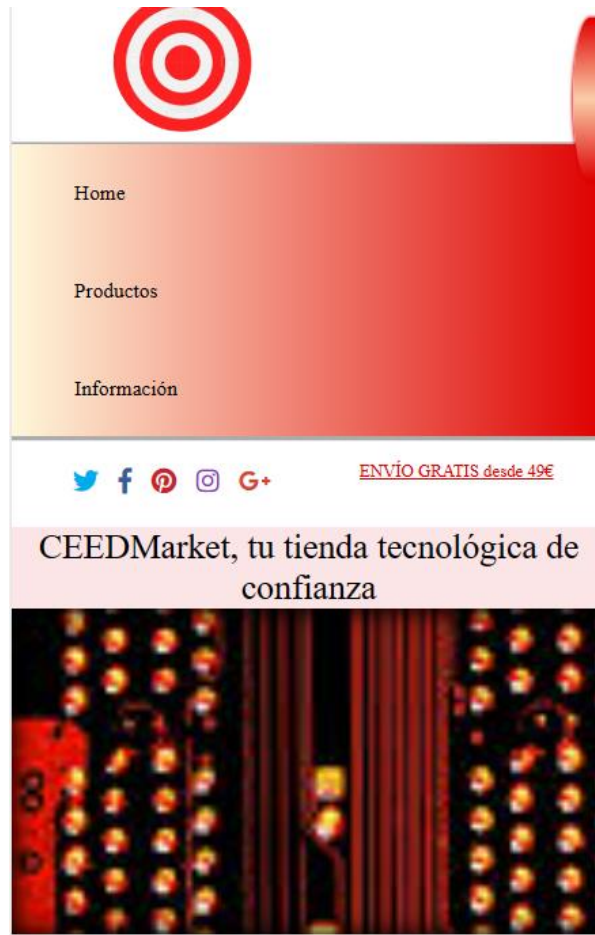 Home
Productos
Información
ENVÍO GRATIS desde 49€
CEEDMarket, tu tienda tecnológica de
confianza